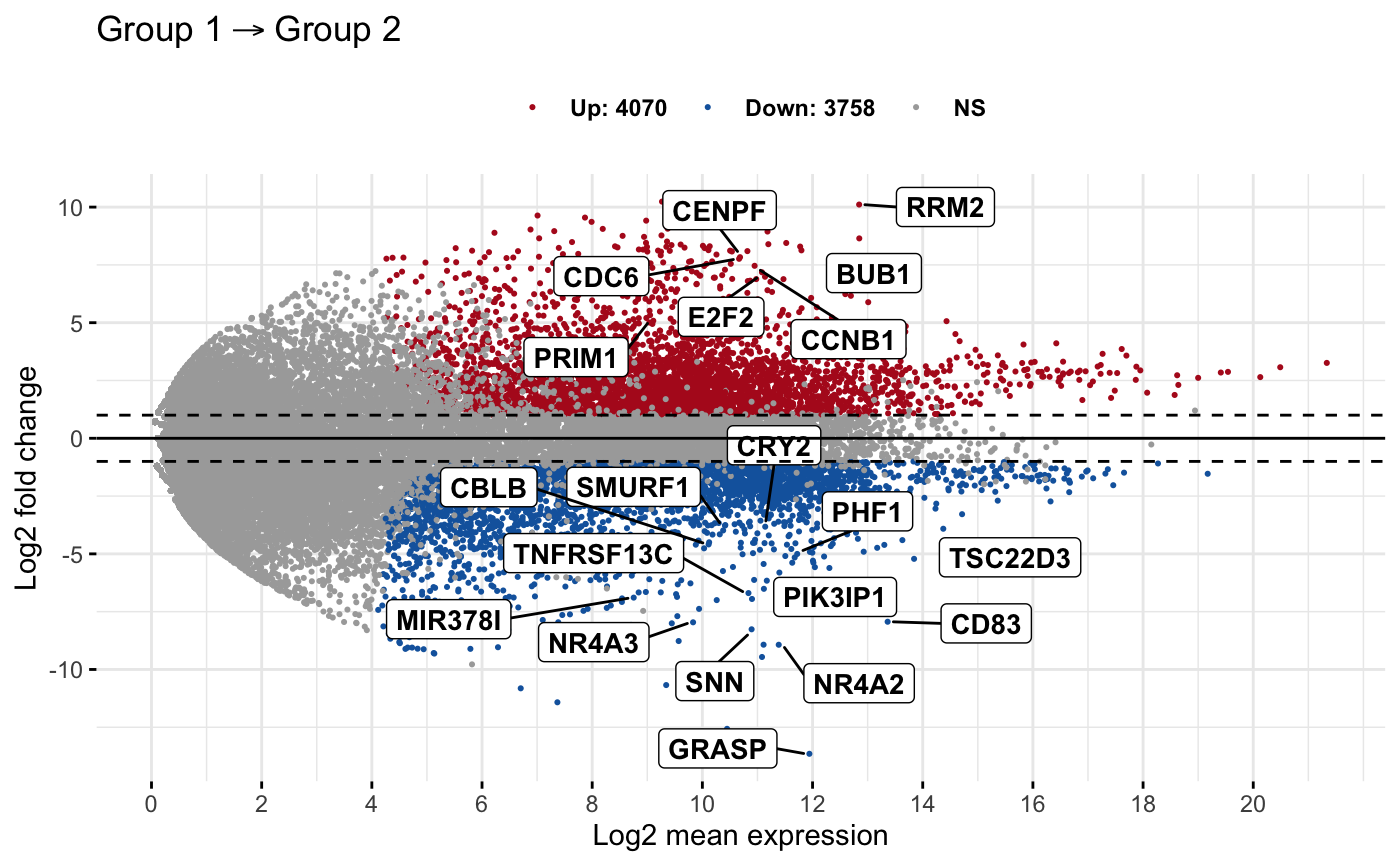 Group 1 → Group 2
Up: 4070 Down: 3758 NS
Log2 fold change
10
5
0
-5
-10
CENPF
RRM2
CDC6
BUB1
E2F2
CCNB1
PRIM1
CRY2
CBLB
SMURF1
PHF1
TNFRSF13C
TSC22D3
PIK3IP1
MIR378I
CD83
NR4A3
SNN
NR4A2
GRASP
0 2 4 6 8 10 12 14 16 18 20
Log2 mean expression